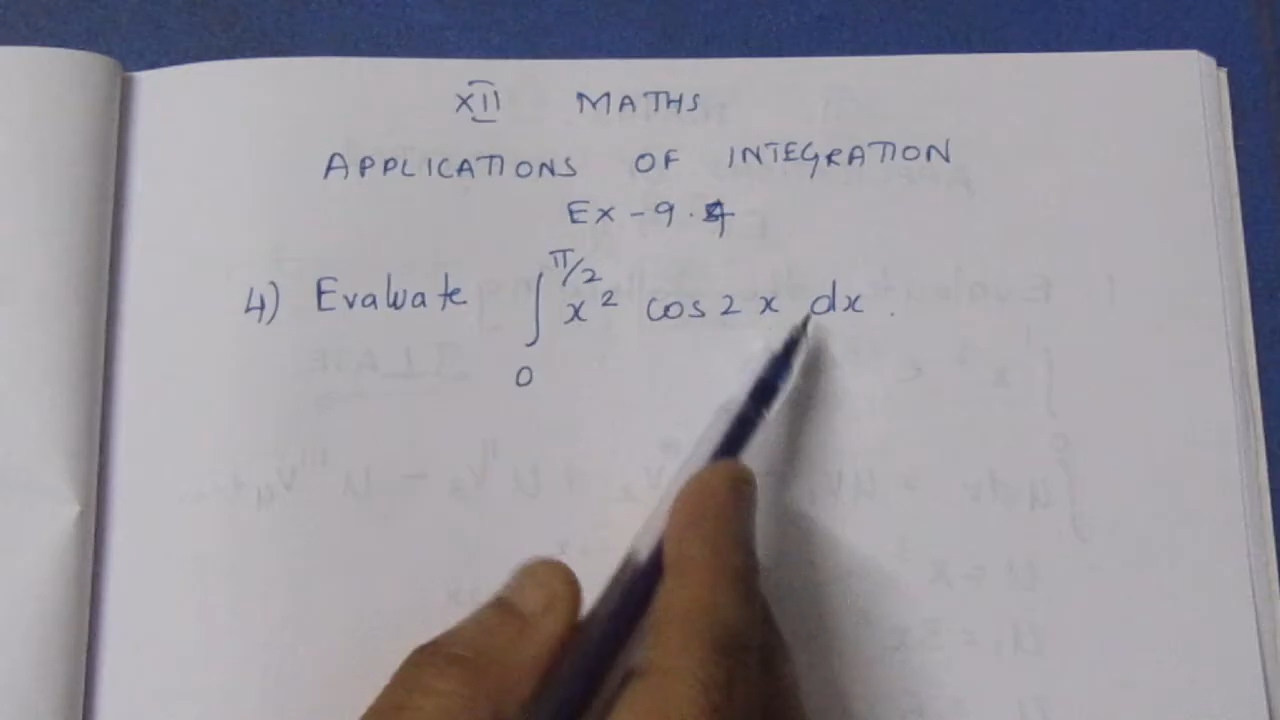 XII MATHS
APPLICATIONS OF INTEGRATION
Ex - 9.4
4) Evaluate ∫₀^{π/2} x² cos 2x dx.